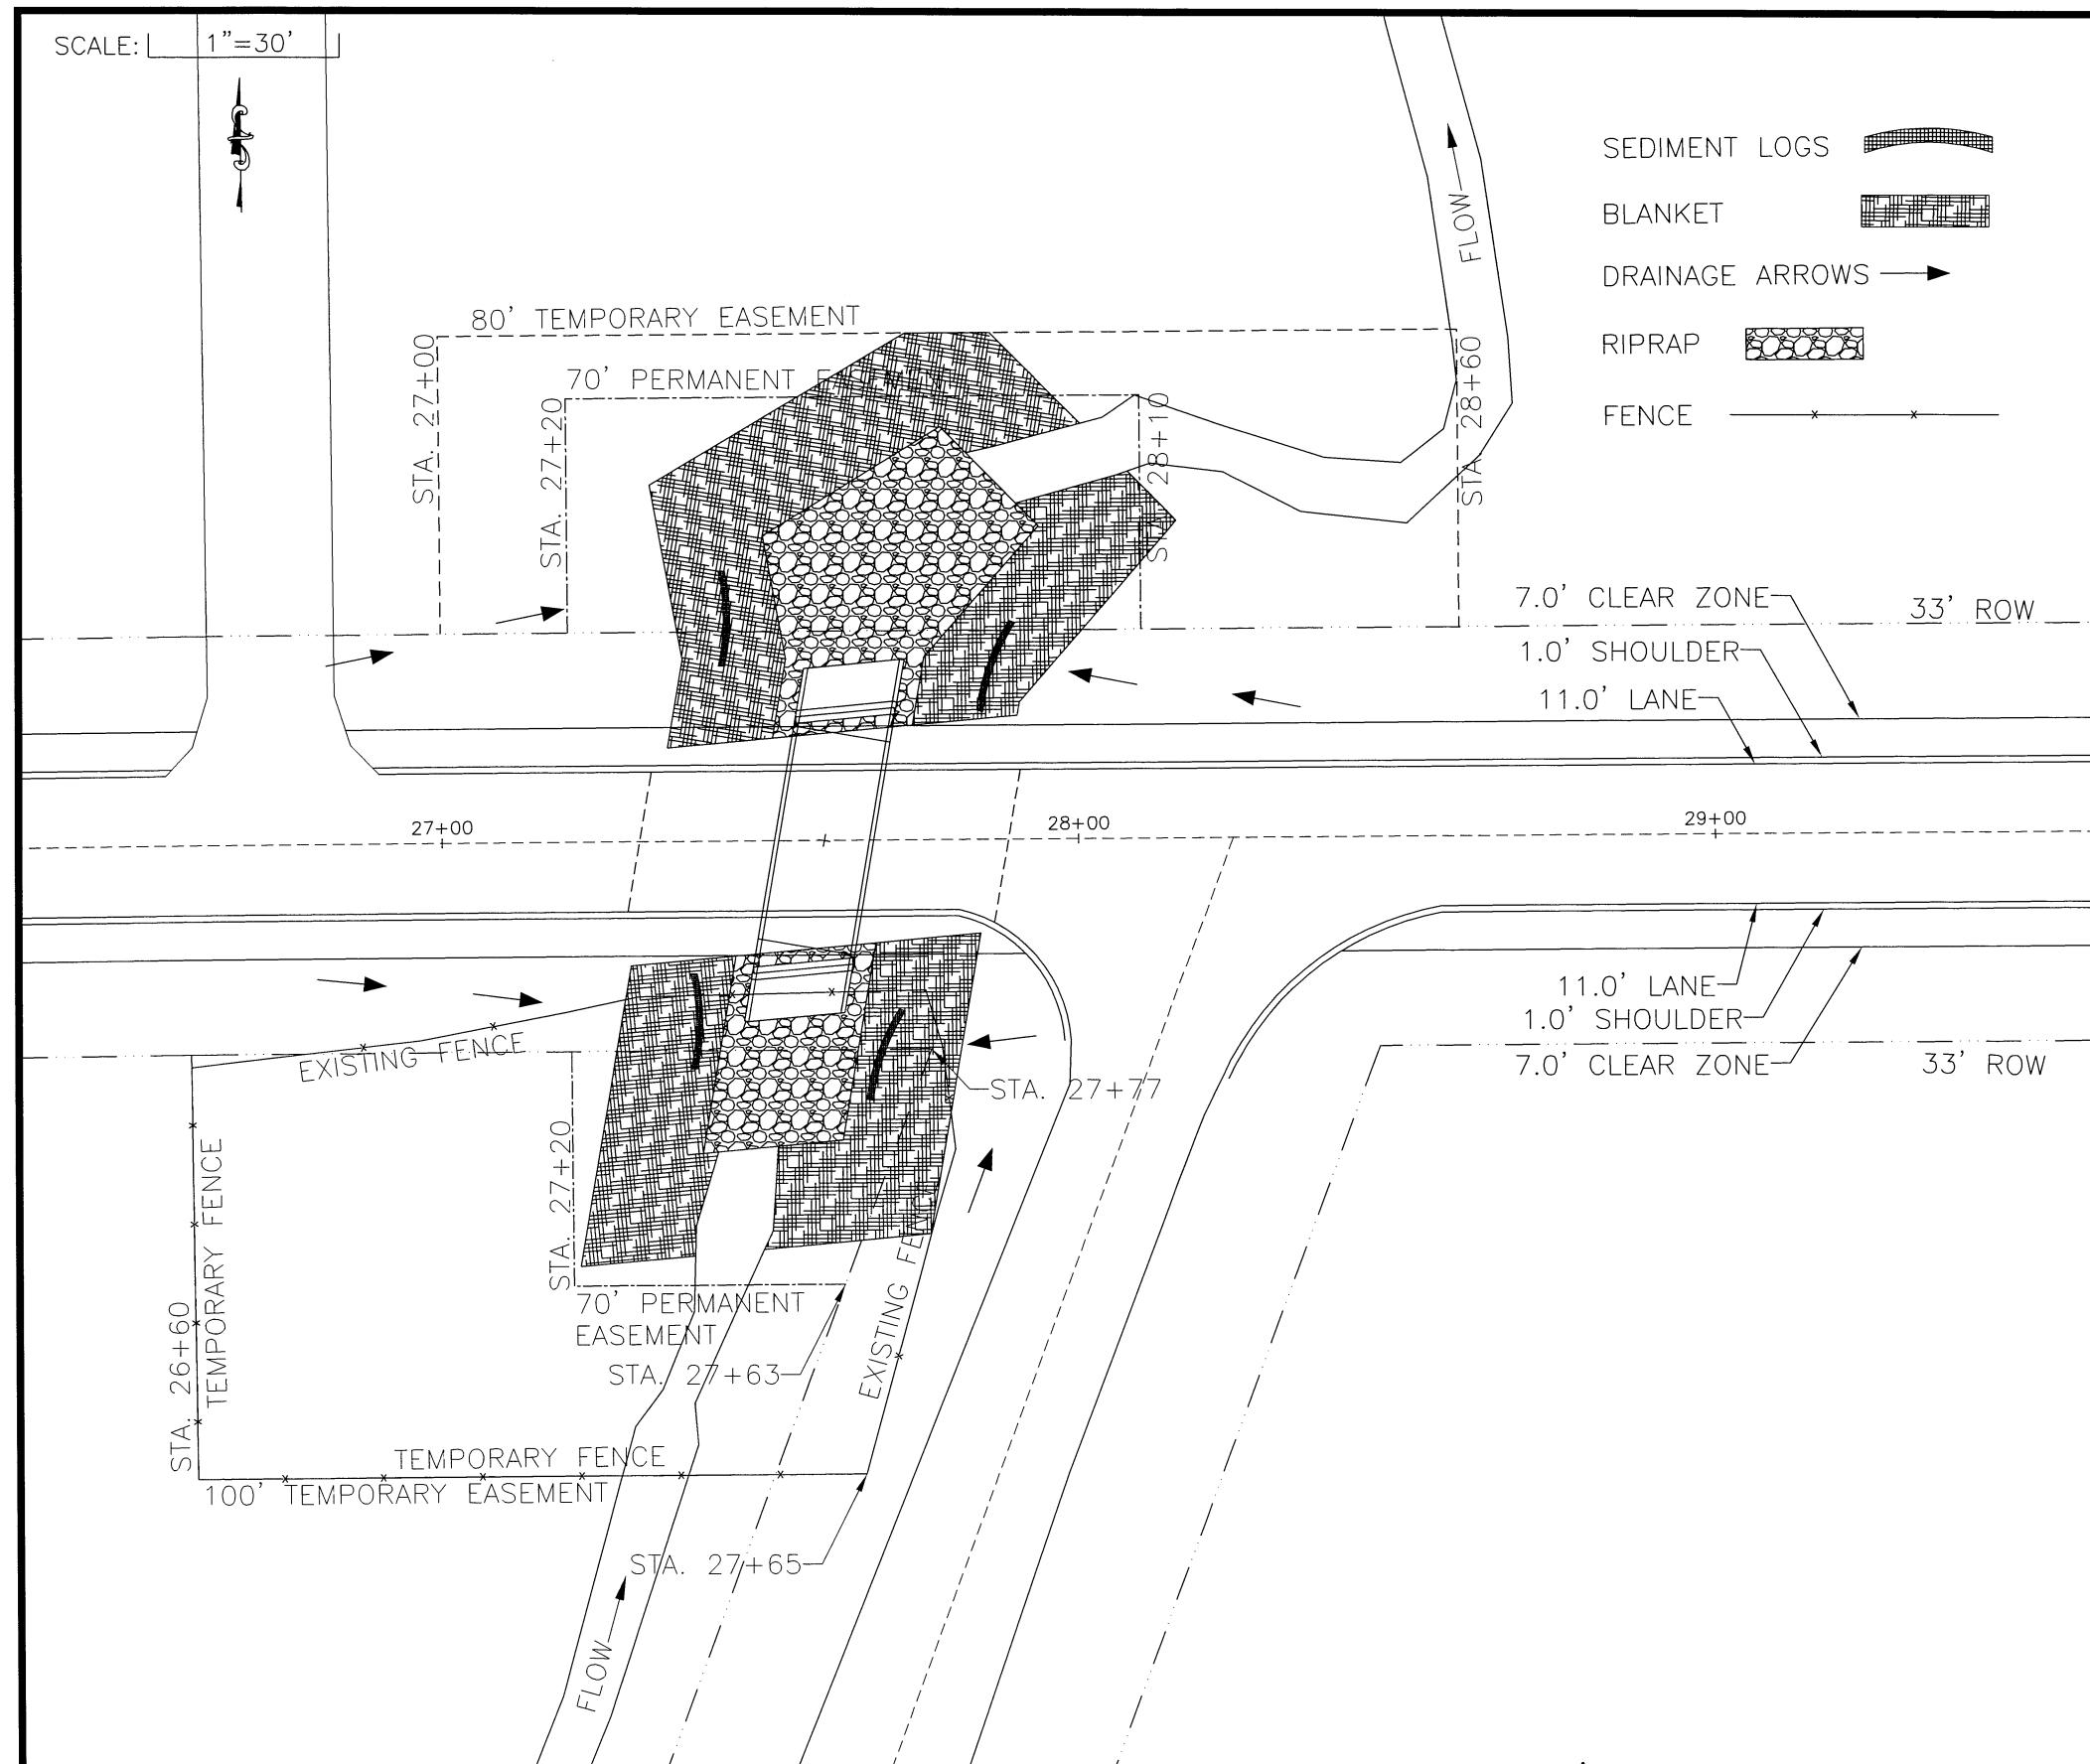 SCALE: 1"=30'
SEDIMENT LOGS
BLANKET
DRAINAGE ARROWS
RIPRAP
FENCE
FLOW
80' TEMPORARY EASEMENT
STA. 27+00
70' PERMANENT
STA. 27+20
STA. 28+10
STA. 28+60
7.0' CLEAR ZONE
33' ROW
1.0' SHOULDER
11.0' LANE
27+00
28+00
29+00
11.0' LANE
1.0' SHOULDER
7.0' CLEAR ZONE
33' ROW
EXISTING FENCE
STA. 27+77
STA. 27+20
TEMPORARY FENCE
STA. 26+60
70' PERMANENT
EASEMENT
STA. 27+63
EXISTING FENCE
TEMPORARY FENCE
100' TEMPORARY EASEMENT
STA. 27+65
FLOW